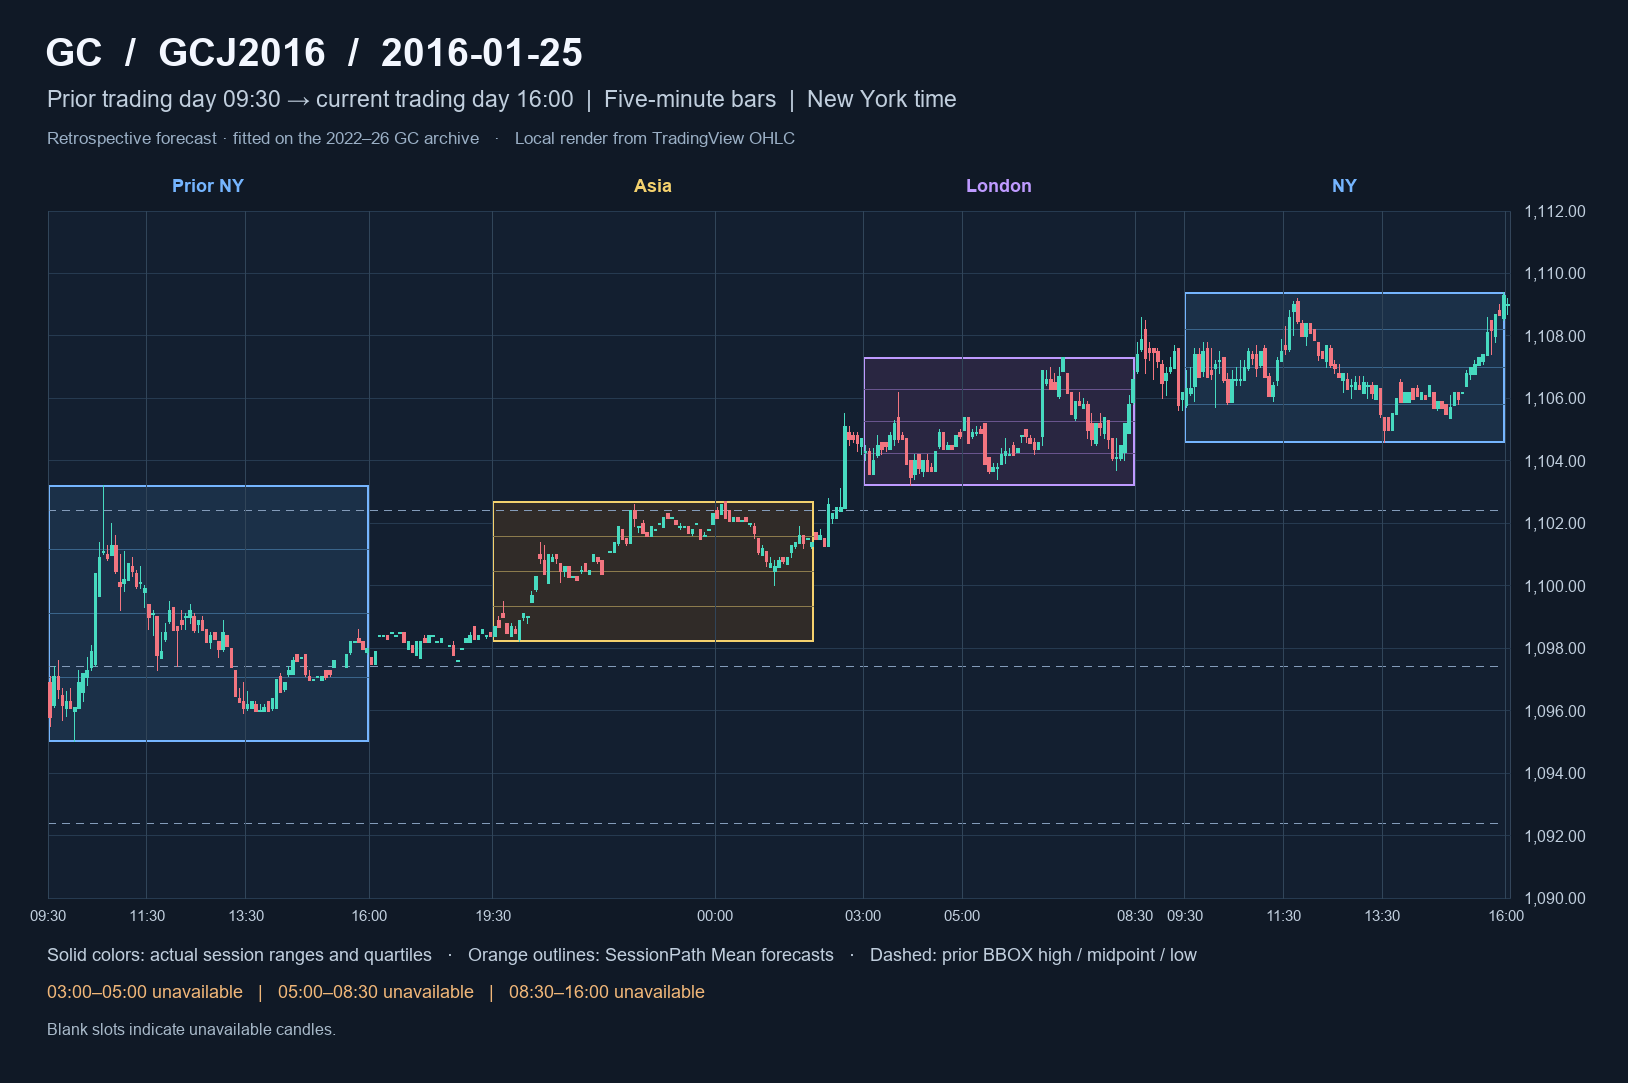 GC / GCJ2016 / 2016-01-25
Prior trading day 09:30 → current trading day 16:00 | Five-minute bars | New York time
Retrospective forecast · fitted on the 2022–26 GC archive · Local render from TradingView OHLC
Prior NY Asia London NY
1,112.00
1,110.00
1,108.00
1,106.00
1,104.00
1,102.00
1,100.00
1,098.00
1,096.00
1,094.00
1,092.00
1,090.00
09:30 11:30 13:30 16:00 19:30 00:00 03:00 05:00 08:30 09:30 11:30 13:30 16:00
Solid colors: actual session ranges and quartiles · Orange outlines: SessionPath Mean forecasts · Dashed: prior BBOX high / midpoint / low
03:00–05:00 unavailable | 05:00–08:30 unavailable | 08:30–16:00 unavailable
Blank slots indicate unavailable candles.